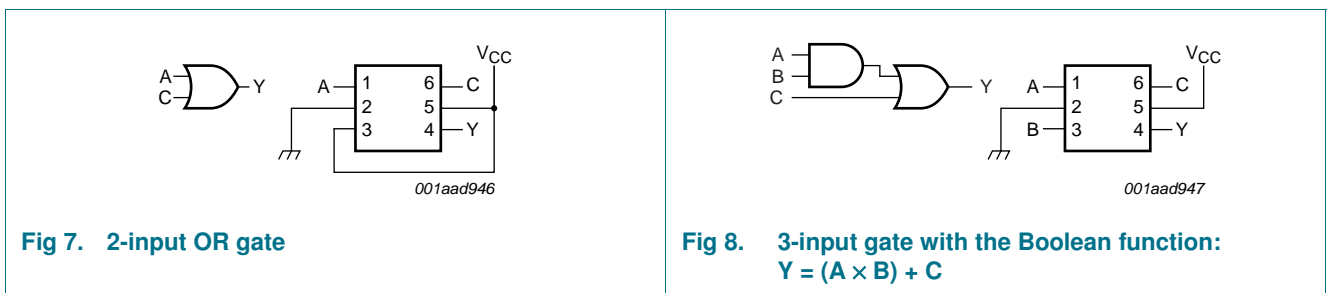 A
C
Y
A
1
2
3
6
5
4
C
Y
VCC
001aad946
Fig 7. 2-input OR gate
A
B
C
Y
A
B
1
2
3
6
5
4
C
Y
VCC
001aad947
Fig 8. 3-input gate with the Boolean function:
Y = (A × B) + C